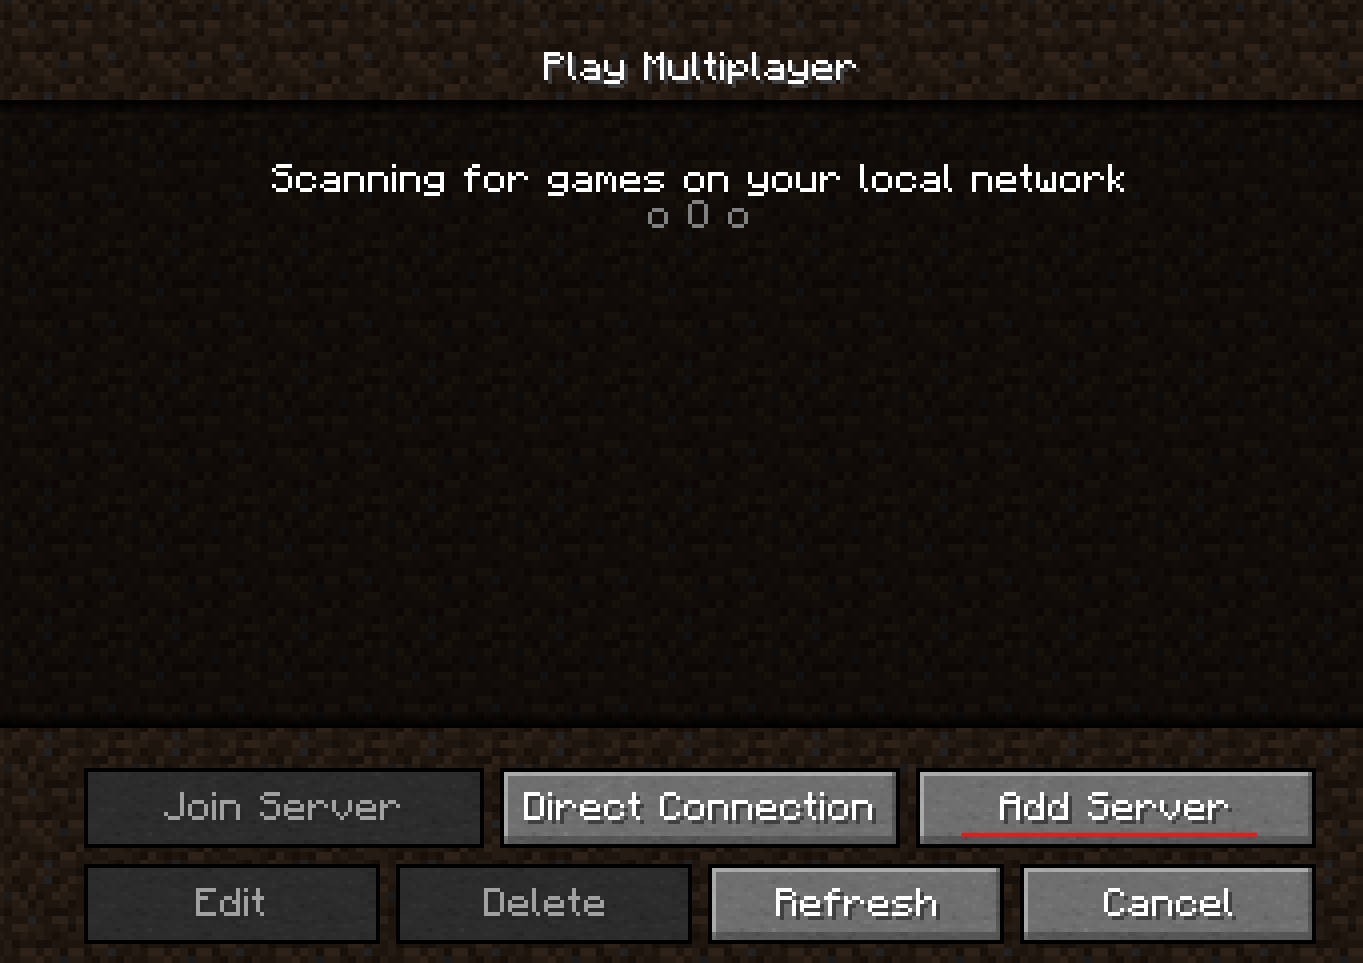 Play Multiplayer
Scanning for games on your local network
o O o
Join Server
Direct Connection
Add Server
Edit
Delete
Refresh
Cancel